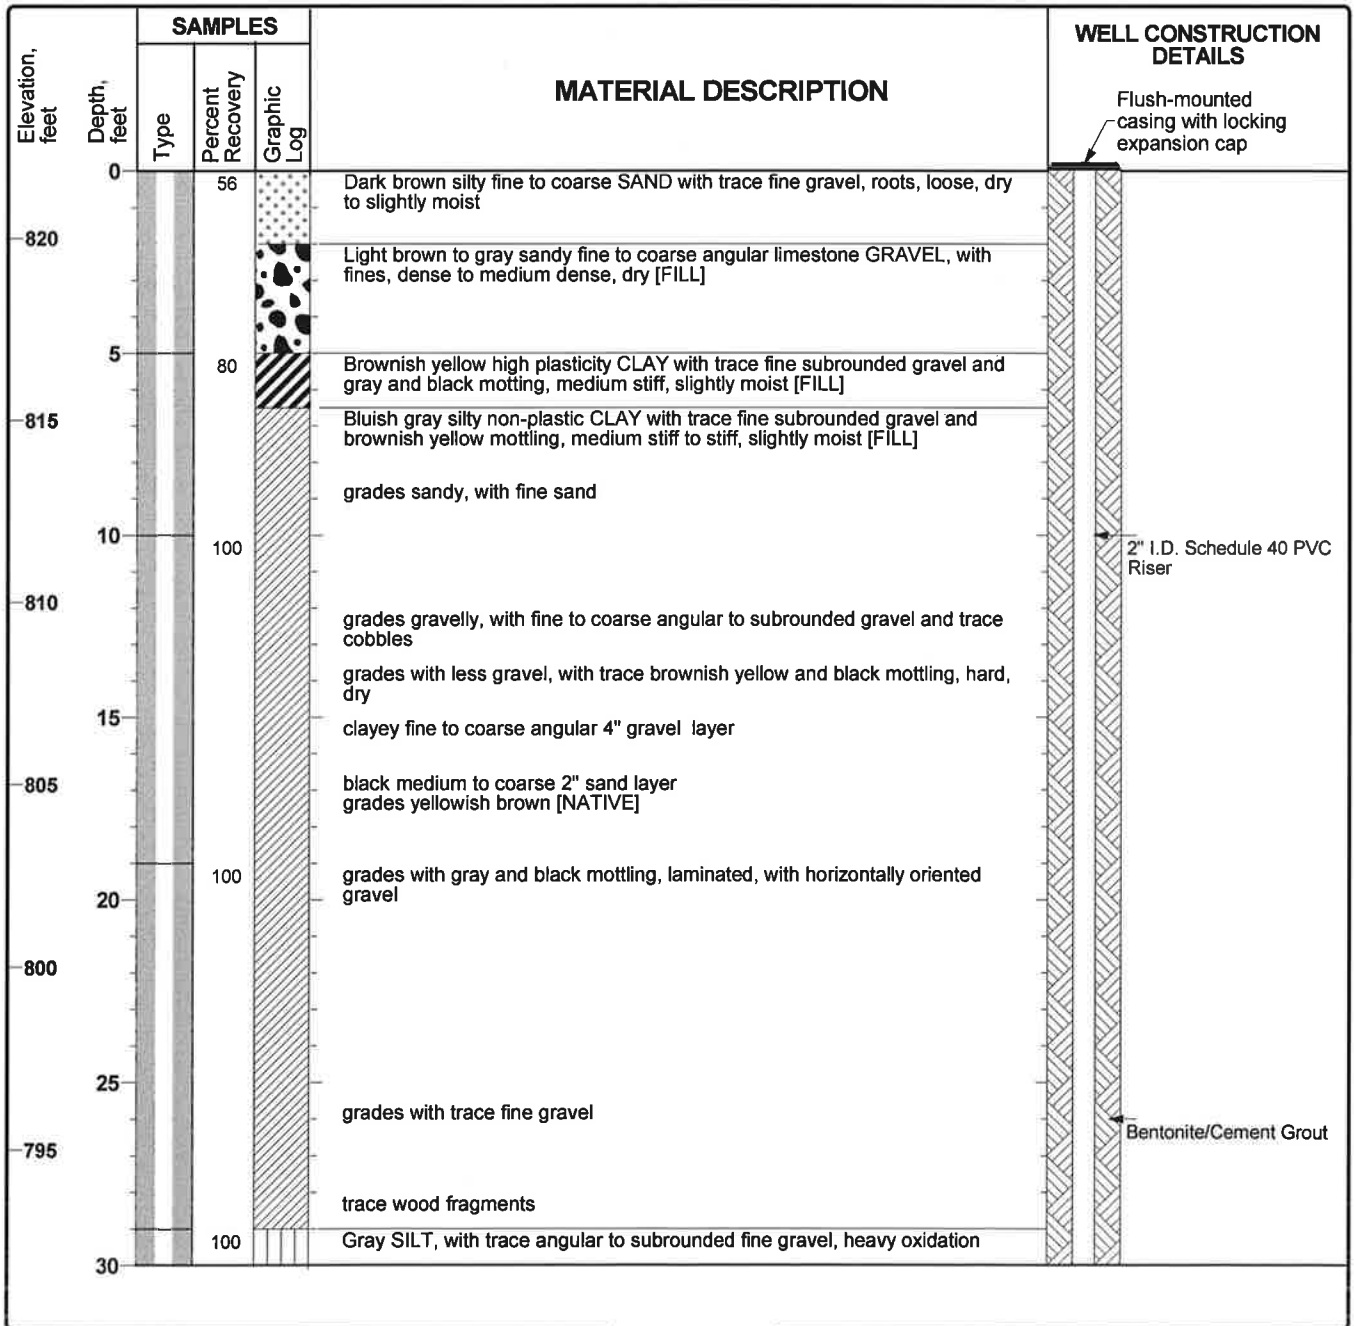 SAMPLES
Elevation,
feet
Depth,
feet
Type
Percent
Recovery
Graphic
Log
MATERIAL DESCRIPTION
WELL CONSTRUCTION
DETAILS
Flush-mounted
casing with locking
expansion cap
0
56
Dark brown silty fine to coarse SAND with trace fine gravel, roots, loose, dry
to slightly moist
820
Light brown to gray sandy fine to coarse angular limestone GRAVEL, with
fines, dense to medium dense, dry [FILL]
5
80
Brownish yellow high plasticity CLAY with trace fine subrounded gravel and
gray and black motting, medium stiff, slightly moist [FILL]
815
Bluish gray silty non-plastic CLAY with trace fine subrounded gravel and
brownish yellow mottling, medium stiff to stiff, slightly moist [FILL]
grades sandy, with fine sand
10
100
2" I.D. Schedule 40 PVC
Riser
810
grades gravelly, with fine to coarse angular to subrounded gravel and trace
cobbles
grades with less gravel, with trace brownish yellow and black mottling, hard,
dry
15
clayey fine to coarse angular 4" gravel layer
805
black medium to coarse 2" sand layer
grades yellowish brown [NATIVE]
100
grades with gray and black mottling, laminated, with horizontally oriented
gravel
20
800
25
grades with trace fine gravel
Bentonite/Cement Grout
795
trace wood fragments
100
Gray SILT, with trace angular to subrounded fine gravel, heavy oxidation
30